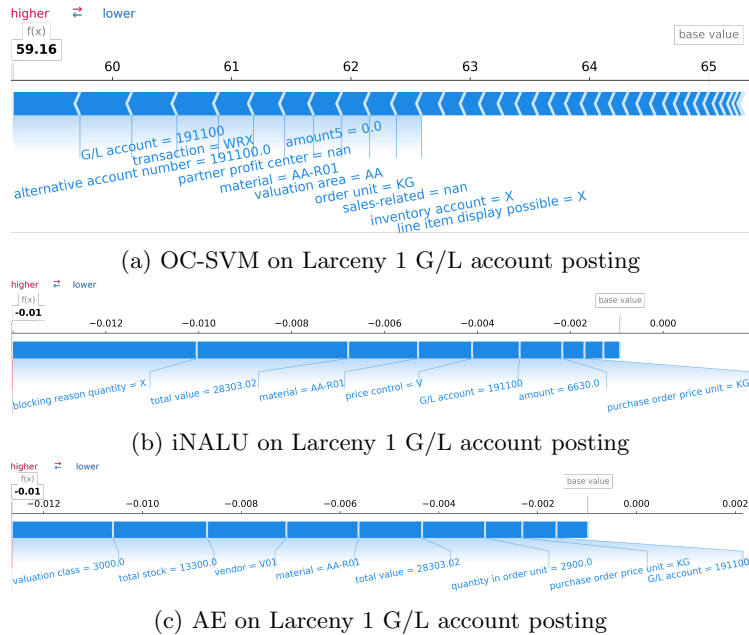 higher ⇄ lower
f(x)
59.16
base value
60 61 62 63 64 65
G/L account = 191100
transaction = WRX
alternative account number = 191100.0
amount5 = 0.0
partner profit center = nan
material = AA-R01
valuation area = AA
order unit = KG
sales-related = nan
inventory account = X
line item display possible = X
(a) OC-SVM on Larceny 1 G/L account posting
higher ⇄ lower
f(x)
-0.01
base value
−0.012 −0.010 −0.008 −0.006 −0.004 −0.002 0.000
blocking reason quantity = X
total value = 28303.02
material = AA-R01
price control = V
G/L account = 191100
amount = 6630.0
purchase order price unit = KG
(b) iNALU on Larceny 1 G/L account posting
higher ⇄ lower
f(x)
-0.01
base value
−0.012 −0.010 −0.008 −0.006 −0.004 −0.002 0.000 0.002
valuation class = 3000.0
total stock = 13300.0
vendor = V01
material = AA-R01
total value = 28303.02
quantity in order unit = 2900.0
purchase order price unit = KG
G/L account = 191100
(c) AE on Larceny 1 G/L account posting